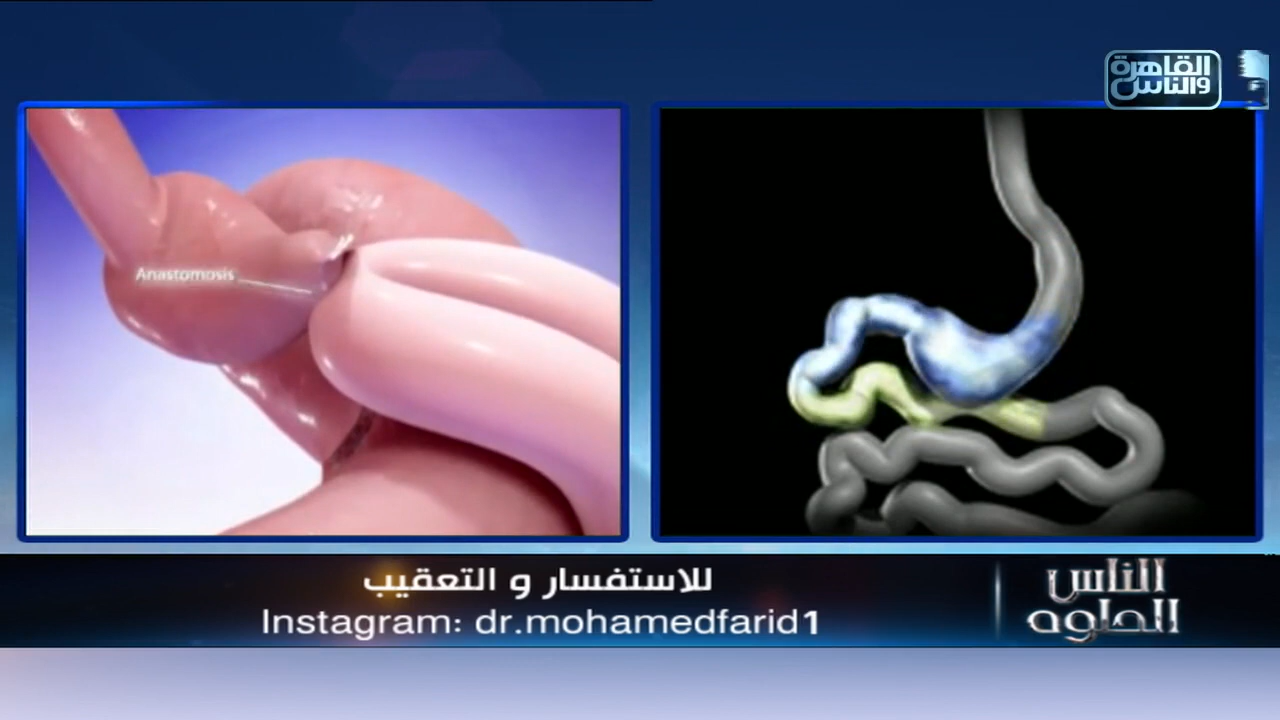 القاهرة
والناس
Anastomosis
للاستفسار و التعقيب
Instagram: dr.mohamedfarid1
الناس
الحلوه